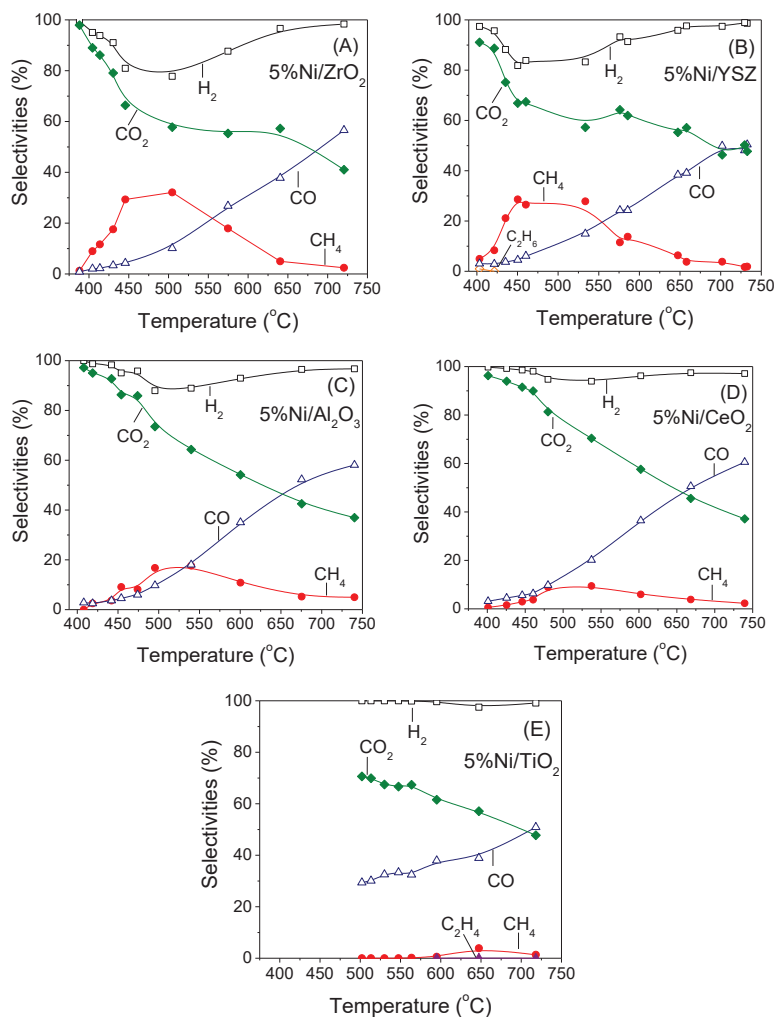 100
80
60
40
20
0
Selectivities (%)
(A)
5%Ni/ZrO₂
H₂
CO₂
CO
CH₄
375 400 450 500 550 600 650 700 750
Temperature (°C)
100
80
60
40
20
0
Selectivities (%)
(B)
5%Ni/YSZ
H₂
CO₂
CH₄
CO
C₂H₆
400 450 500 550 600 650 700 750
Temperature (°C)
100
80
60
40
20
0
Selectivities (%)
(C)
5%Ni/Al₂O₃
H₂
CO₂
CO
CH₄
400 450 500 550 600 650 700 750
Temperature (°C)
100
80
60
40
20
0
Selectivities (%)
(D)
5%Ni/CeO₂
H₂
CO₂
CO
CH₄
400 450 500 550 600 650 700 750
Temperature (°C)
100
80
60
40
20
0
Selectivities (%)
(E)
5%Ni/TiO₂
H₂
CO₂
CO
C₂H₄
CH₄
400 450 500 550 600 650 700 750
Temperature (°C)